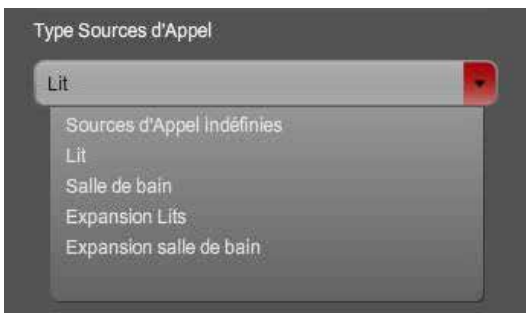 Type Sources d'Appel
Lit
Sources d'Appel Indéfinies
Lit
Salle de bain
Expansion Lits
Expansion salle de bain